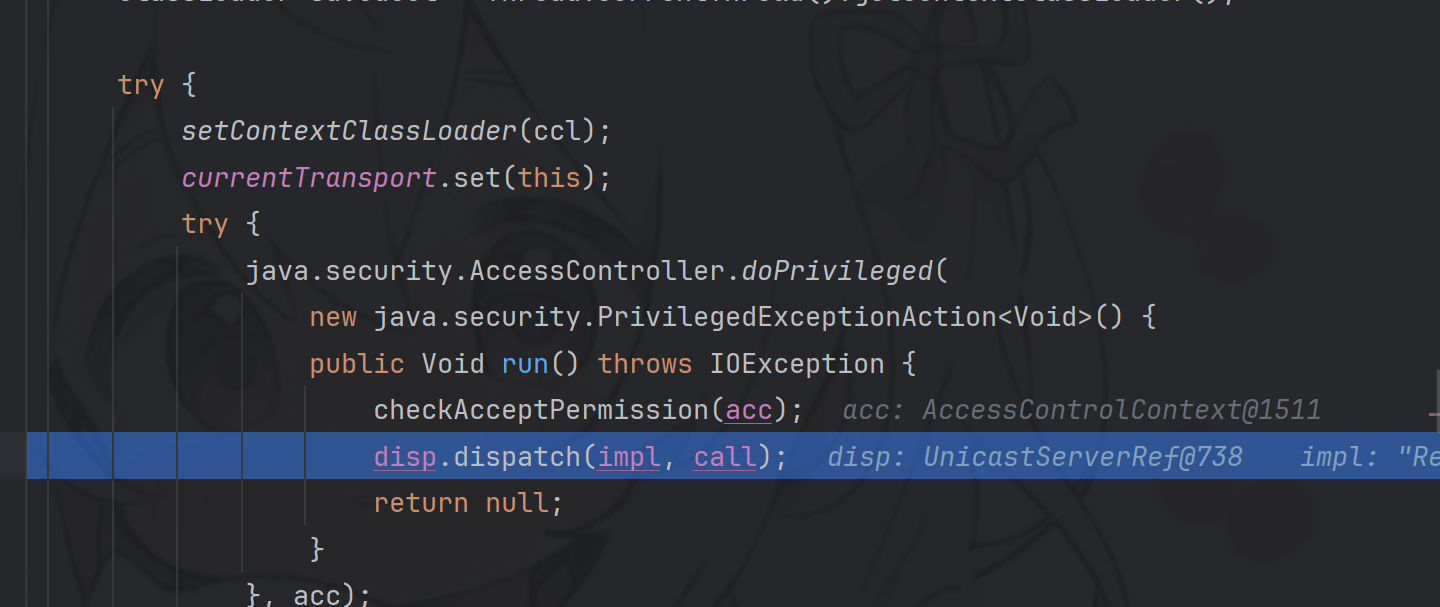 try {
setContextClassLoader(ccl);
currentTransport.set(this);
try {
java.security.AccessController.doPrivileged(
new java.security.PrivilegedExceptionAction<Void>() {
public Void run() throws IOException {
checkAcceptPermission(acc); acc: AccessControlContext@1511
disp.dispatch(impl, call); disp: UnicastServerRef@738 impl: "Re
return null;
}
}, acc);